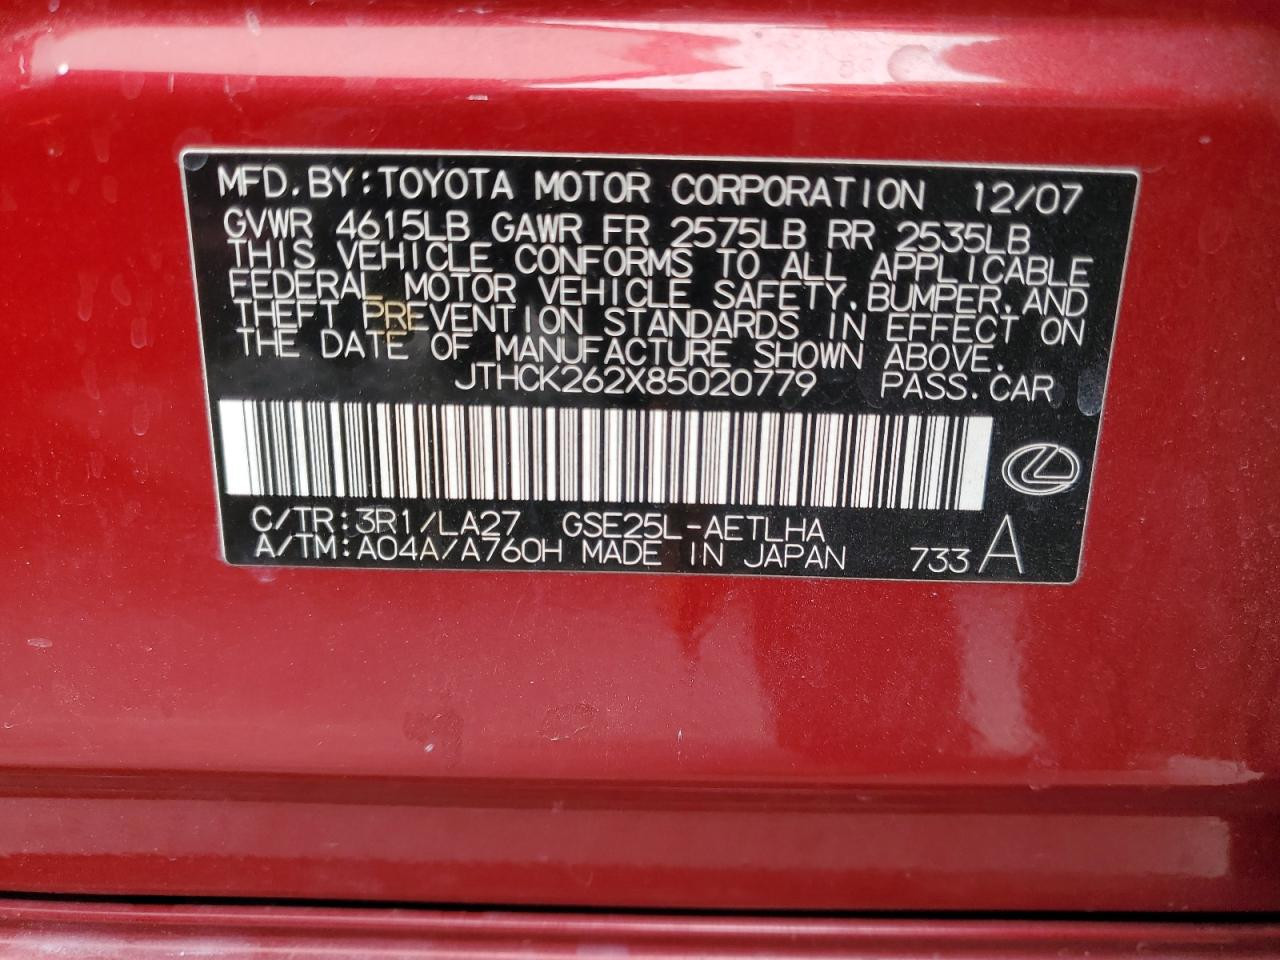 MFD.BY:TOYOTA MOTOR CORPORATION 12/07
GVWR 4615LB GAWR FR 2575LB RR 2535LB
THIS VEHICLE CONFORMS TO ALL APPLICABLE
FEDERAL MOTOR VEHICLE SAFETY,BUMPER,AND
THEFT PREVENTION STANDARDS IN EFFECT ON
THE DATE OF MANUFACTURE SHOWN ABOVE.
JTHCK262X85020779 PASS.CAR
C/TR:3R1/LA27 GSE25L-AETLHA
A/TM:A04A/A760H MADE IN JAPAN 733 A